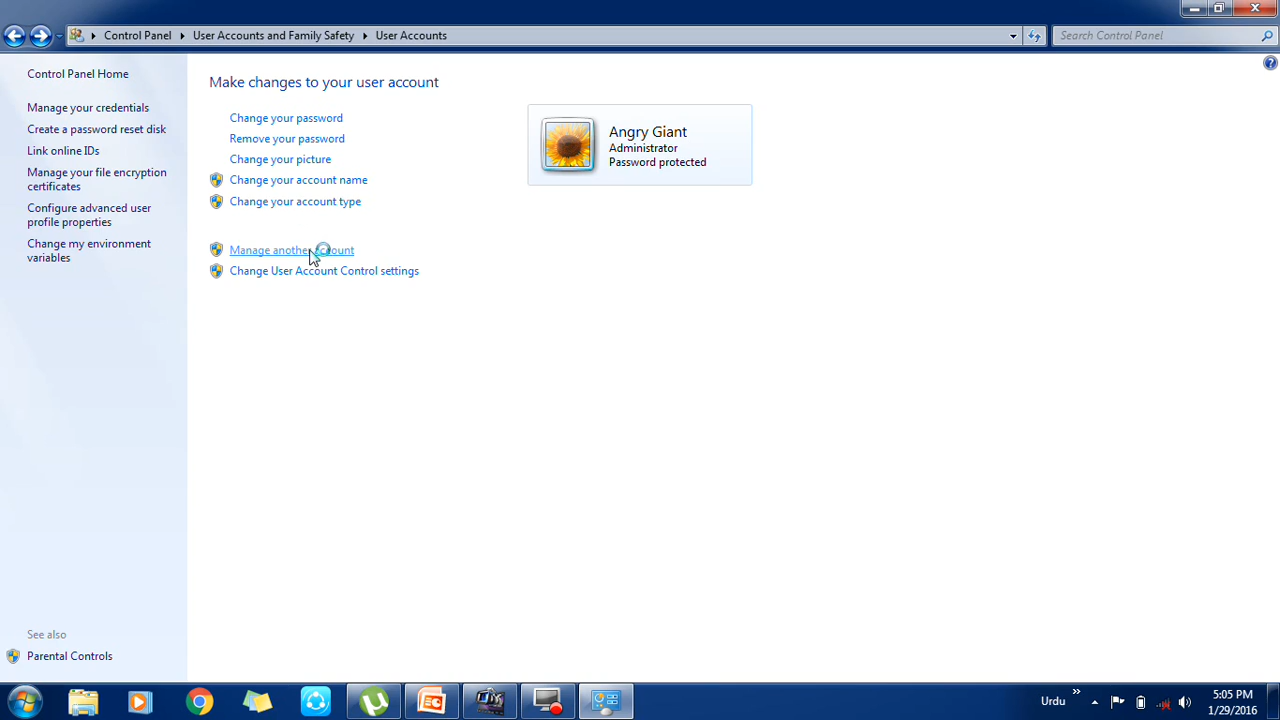 Control Panel ▸ User Accounts and Family Safety ▸ User Accounts
Search Control Panel
Control Panel Home
Manage your credentials
Create a password reset disk
Link online IDs
Manage your file encryption
certificates
Configure advanced user
profile properties
Change my environment
variables
See also
Parental Controls
Make changes to your user account
Change your password
Remove your password
Change your picture
Change your account name
Change your account type
Manage another account
Change User Account Control settings
Angry Giant
Administrator
Password protected
Urdu
5:05 PM
1/29/2016